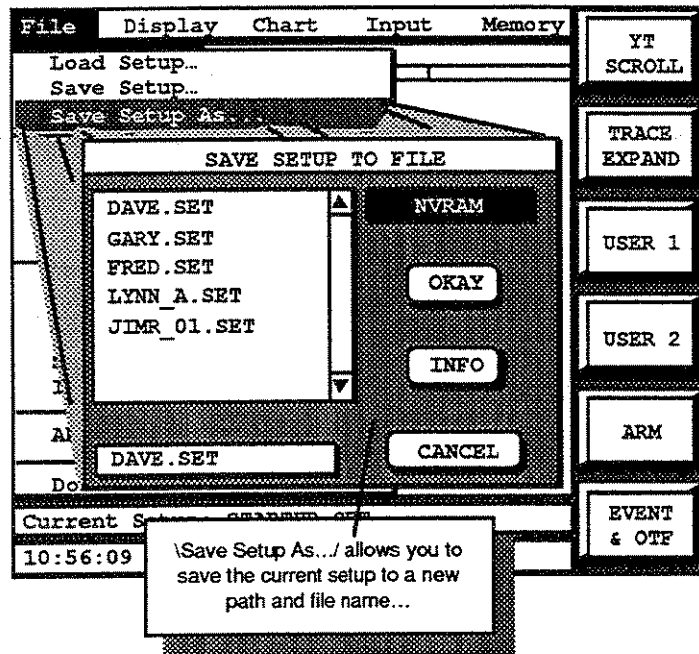 File Display Chart Input Memory
Load Setup…
Save Setup…
Save Setup As...
SAVE SETUP TO FILE
DAVE.SET
GARY.SET
FRED.SET
LYNN_A.SET
JIMR_01.SET
DAVE.SET
NVRAM
OKAY
INFO
CANCEL
Current
10:56:09
\Save Setup As.../ allows you to
save the current setup to a new
path and file name…
YT
SCROLL
TRACE
EXPAND
USER 1
USER 2
ARM
EVENT
& OTF